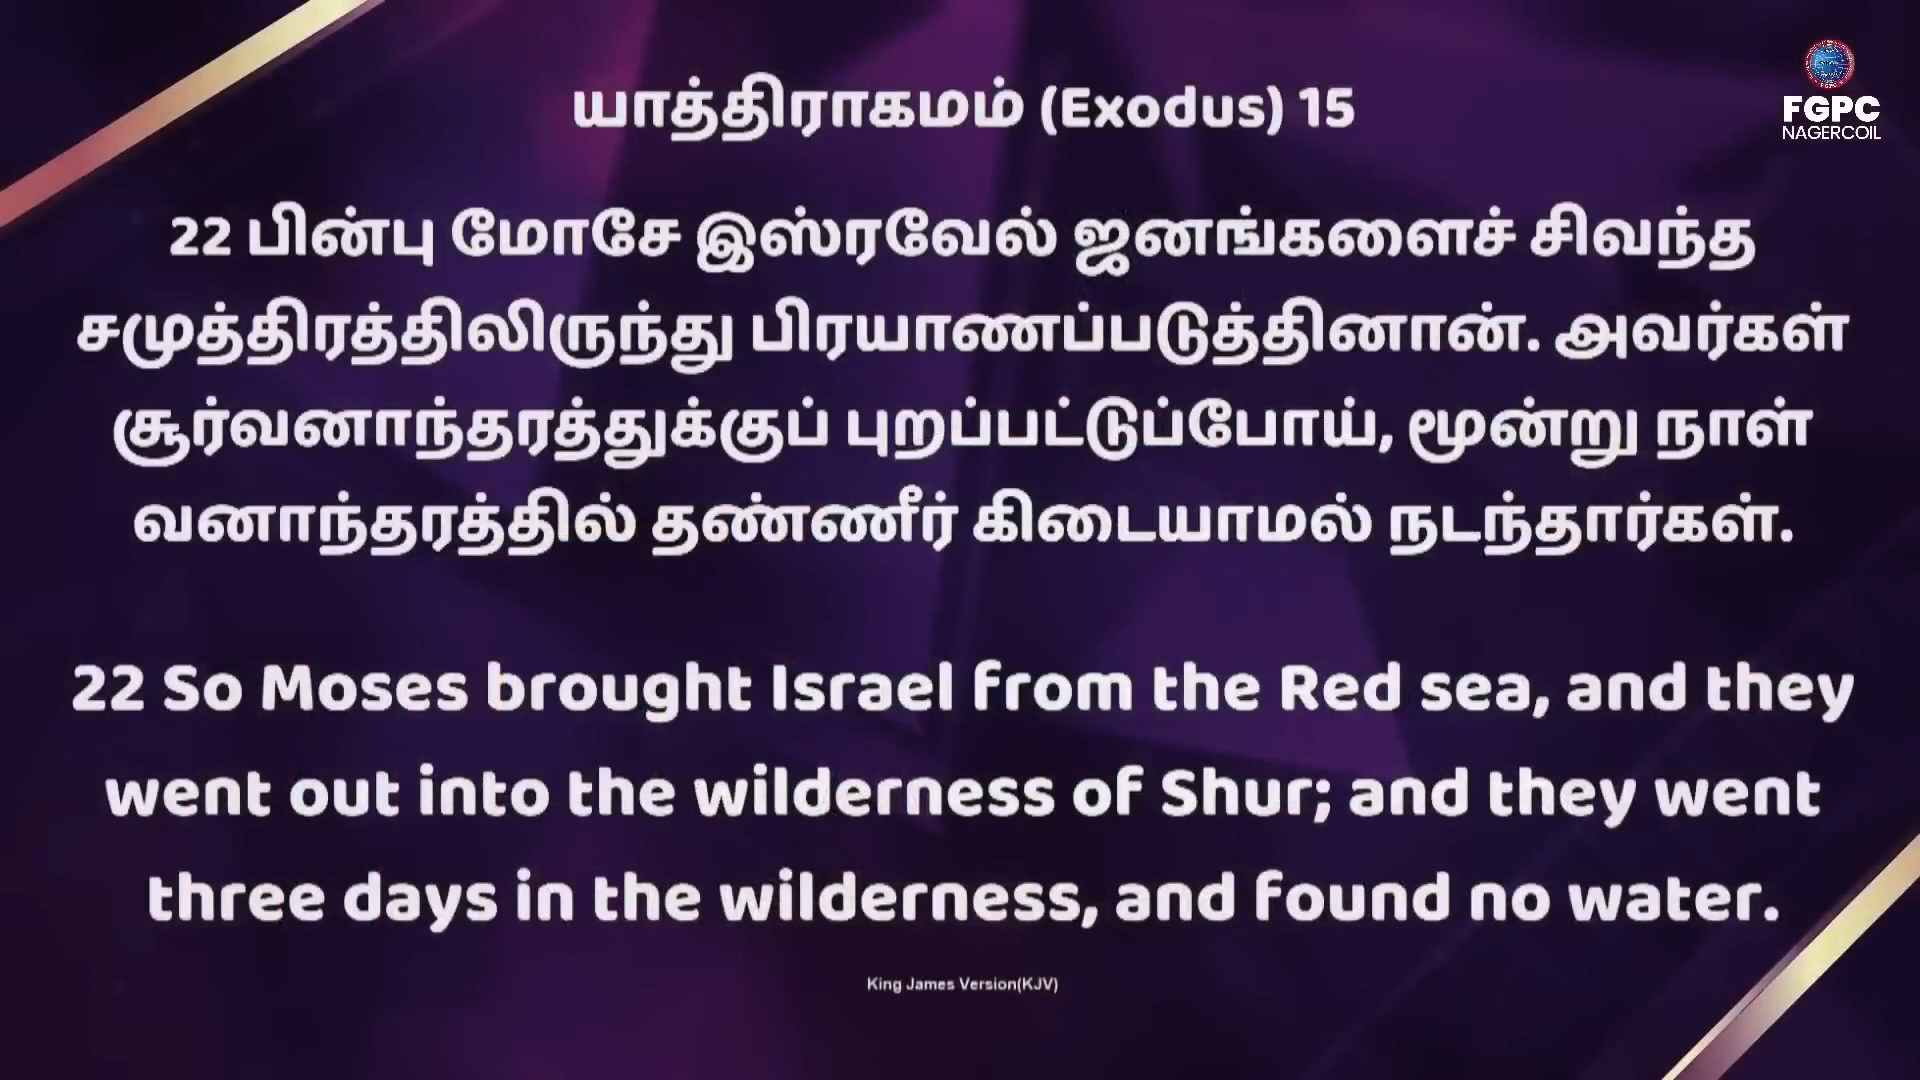 யாத்திராகமம் (Exodus) 15
FGPC
NAGERCOIL
22 பின்பு மோசே இஸ்ரவேல் ஜனங்களைச் சிவந்த
சமுத்திரத்திலிருந்து பிரயாணப்படுத்தினான். அவர்கள்
சூர்வனாந்தரத்துக்குப் புறப்பட்டுப்போய், மூன்று நாள்
வனாந்தரத்தில் தண்ணீர் கிடையாமல் நடந்தார்கள்.
22 So Moses brought Israel from the Red sea, and they
went out into the wilderness of Shur; and they went
three days in the wilderness, and found no water.
King James Version(KJV)